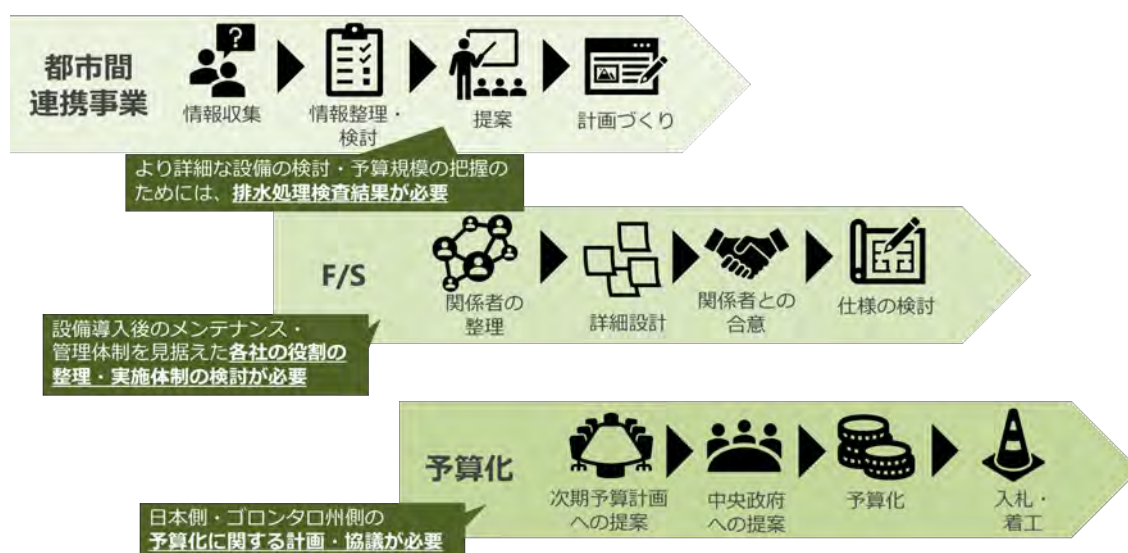 都市間
連携事業
?
情報収集
情報整理・
検討
提案
計画づくり
より詳細な設備の検討・予算規模の把握の
ためには、排水処理検査結果が必要
F/S
関係者の
整理
詳細設計
関係者との
合意
仕様の検討
設備導入後のメンテナンス・
管理体制を見据えた各社の役割の
整理・実施体制の検討が必要
予算化
次期予算計画
への提案
中央政府
への提案
予算化
入札・
着工
日本側・ゴロンタロ州側の
予算化に関する計画・協議が必要